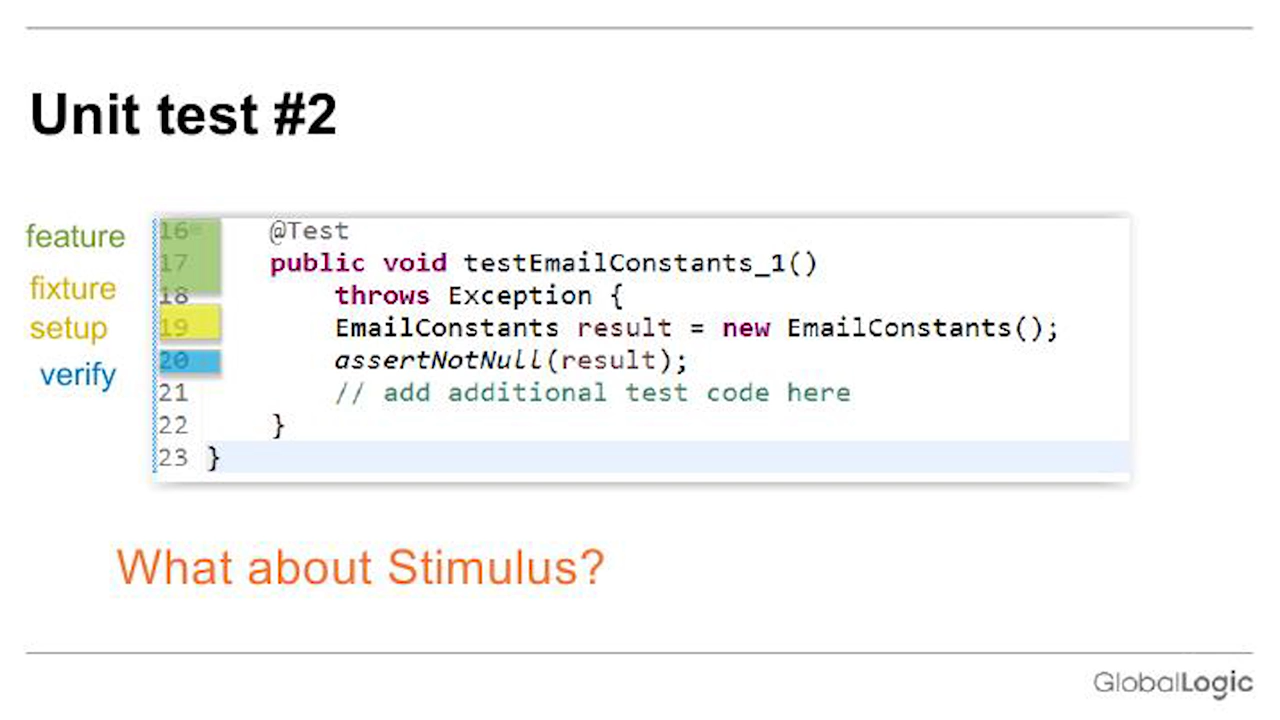 Unit test #2
feature
fixture
setup
verify
16 @Test
17 public void testEmailConstants_1()
18 throws Exception {
19 EmailConstants result = new EmailConstants();
20 assertNotNull(result);
21 // add additional test code here
22 }
23 }
What about Stimulus?
GlobalLogic